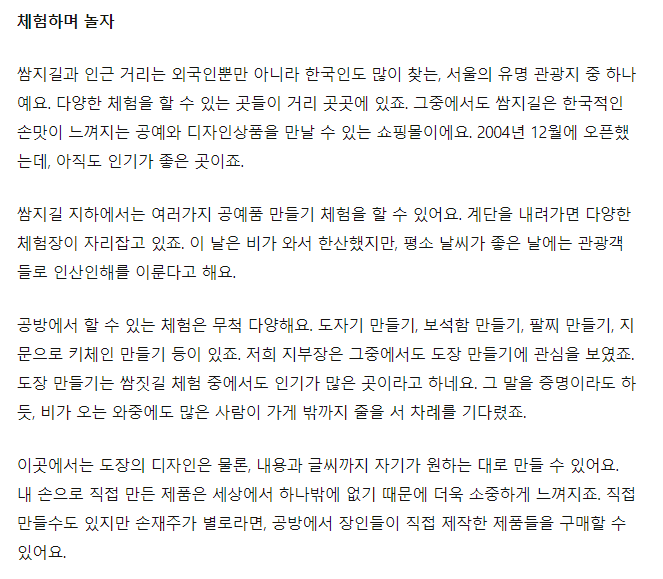 체험하며 놀자
쌈지길과 인근 거리는 외국인뿐만 아니라 한국인도 많이 찾는, 서울의 유명 관광지 중 하나
예요. 다양한 체험을 할 수 있는 곳들이 거리 곳곳에 있죠. 그중에서도 쌈지길은 한국적인
손맛이 느껴지는 공예와 디자인상품을 만날 수 있는 쇼핑몰이에요. 2004년 12월에 오픈했
는데, 아직도 인기가 좋은 곳이죠.
쌈지길 지하에서는 여러가지 공예품 만들기 체험을 할 수 있어요. 계단을 내려가면 다양한
체험장이 자리잡고 있죠. 이 날은 비가 와서 한산했지만, 평소 날씨가 좋은 날에는 관광객
들로 인산인해를 이룬다고 해요.
공방에서 할 수 있는 체험은 무척 다양해요. 도자기 만들기, 보석함 만들기, 팔찌 만들기, 지
문으로 키체인 만들기 등이 있죠. 저희 지부장은 그중에서도 도장 만들기에 관심을 보였죠.
도장 만들기는 쌈짓길 체험 중에서도 인기가 많은 곳이라고 하네요. 그 말을 증명이라도 하
듯, 비가 오는 와중에도 많은 사람이 가게 밖까지 줄을 서 차례를 기다렸죠.
이곳에서는 도장의 디자인은 물론, 내용과 글씨까지 자기가 원하는 대로 만들 수 있어요.
내 손으로 직접 만든 제품은 세상에서 하나밖에 없기 때문에 더욱 소중하게 느껴지죠. 직접
만들수도 있지만 손재주가 별로라면, 공방에서 장인들이 직접 제작한 제품들을 구매할 수
있어요.